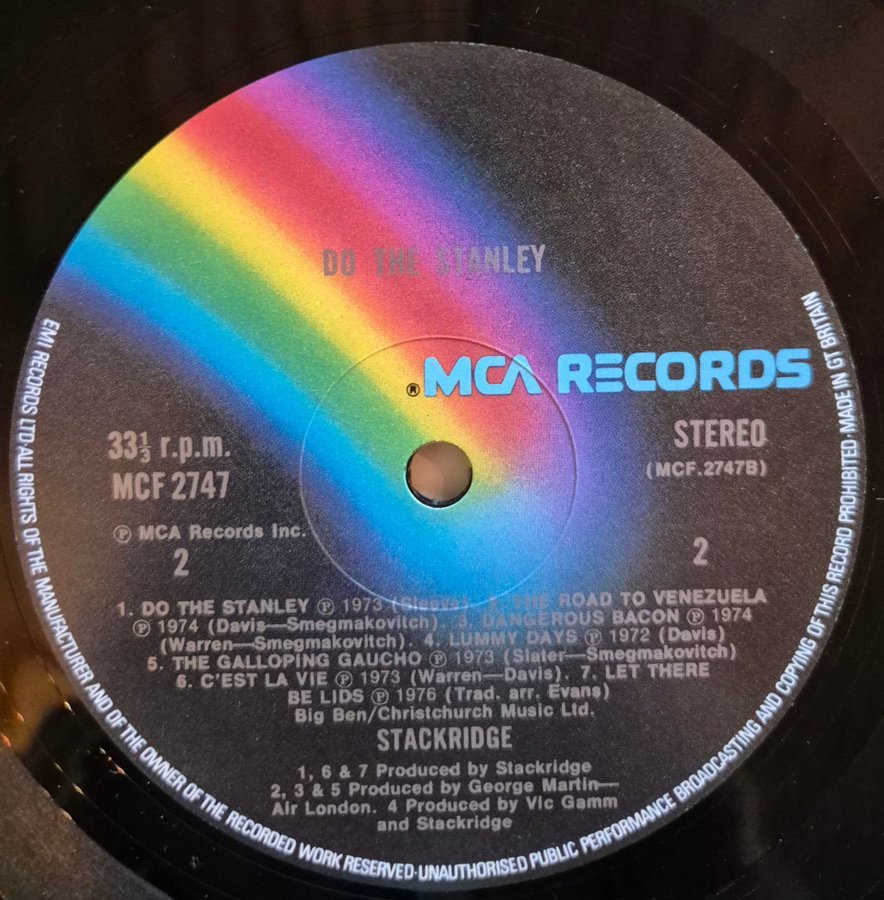 DO THE STANLEY
® MCA RECORDS
33⅓ r.p.m.
MCF 2747
STEREO
(MCF.2747B)
Ⓟ MCA Records Inc.
2
2
1. DO THE STANLEY Ⓟ 1973 (Sleeve). 2. THE ROAD TO VENEZUELA
Ⓟ 1974 (Davis—Smegmakovitch). 3. DANGEROUS BACON Ⓟ 1974
(Warren—Smegmakovitch). 4. LUMMY DAYS Ⓟ 1972 (Davis)
5. THE GALLOPING GAUCHO Ⓟ 1973 (Slater—Smegmakovitch)
6. C'EST LA VIE Ⓟ 1973 (Warren—Davis). 7. LET THERE
BE LIDS Ⓟ 1976 (Trad. arr. Evans)
Big Ben/Christchurch Music Ltd.
STACKRIDGE
1, 6 & 7 Produced by Stackridge
2, 3 & 5 Produced by George Martin—
Air London. 4 Produced by Vic Gamm
and Stackridge
EMI RECORDS LTD·ALL RIGHTS OF THE MANUFACTURER AND OF THE OWNER OF THE RECORDED WORK RESERVED·UNAUTHORISED PUBLIC PERFORMANCE BROADCASTING AND COPYING OF THIS RECORD PROHIBITED·MADE IN GT BRITAIN